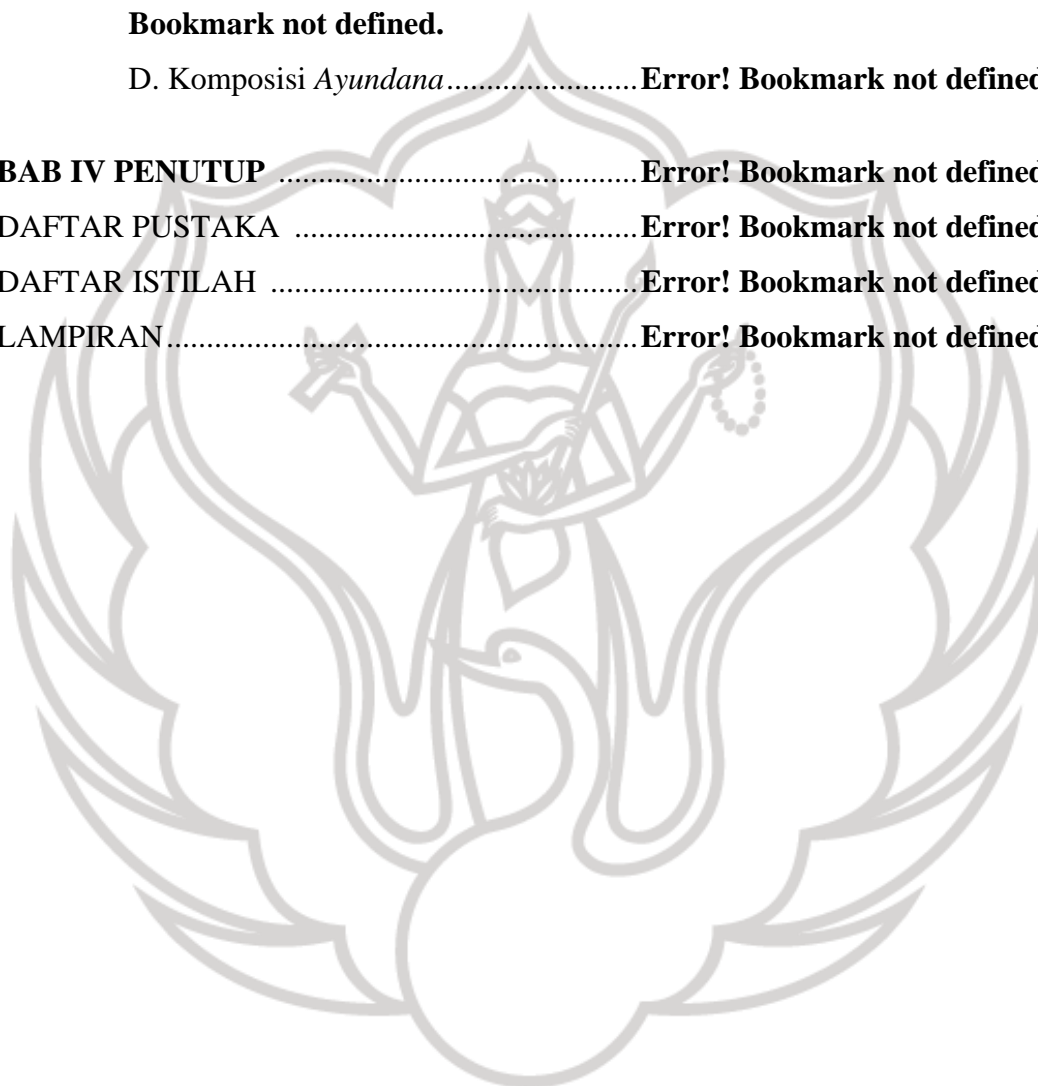 Bookmark not defined.
D. Komposisi Ayundana......................Error! Bookmark not defined
BAB IV PENUTUP ......................................Error! Bookmark not defined
DAFTAR PUSTAKA ....................................Error! Bookmark not defined
DAFTAR ISTILAH .......................................Error! Bookmark not defined
LAMPIRAN..................................................Error! Bookmark not defined